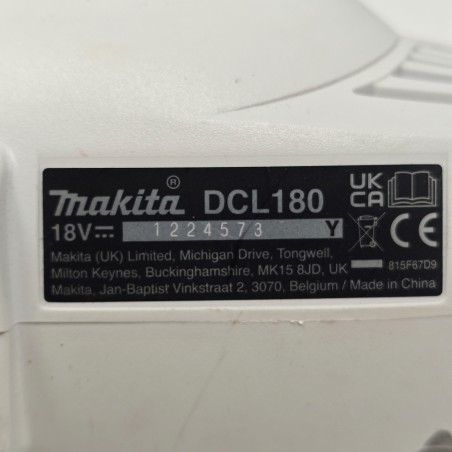 makita® DCL180 UK CA
18V⎓ 1224573 Y CE
Makita (UK) Limited, Michigan Drive, Tongwell,
Milton Keynes, Buckinghamshire, MK15 8JD, UK 815F67D9
Makita, Jan-Baptist Vinkstraat 2, 3070, Belgium / Made in China